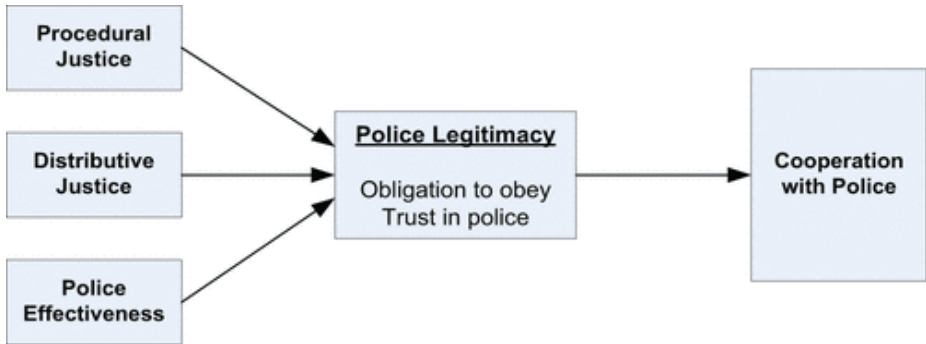 Procedural
Justice
Distributive
Justice
Police
Effectiveness
Police Legitimacy
Obligation to obey
Trust in police
Cooperation
with Police